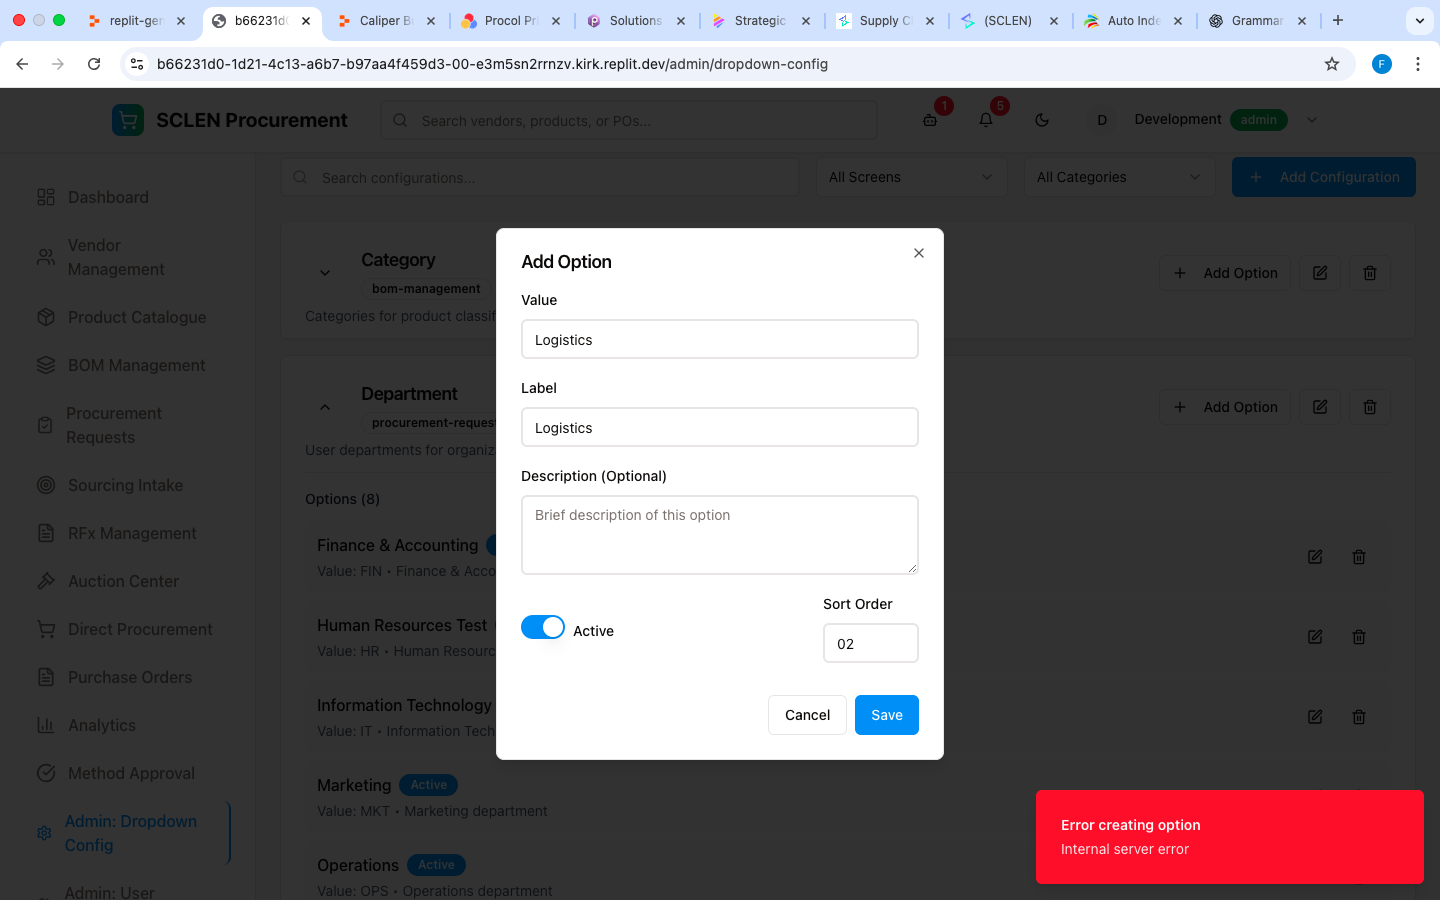 replit-gen
b66231d0
Caliper Bu
Procol Pri
Solutions
Strategic
Supply C
(SCLEN)
Auto Inde
Grammar
b66231d0-1d21-4c13-a6b7-b97aa4f459d3-00-e3m5sn2rrnzv.kirk.replit.dev/admin/dropdown-config
F
SCLEN Procurement
Search vendors, products, or POs...
1
5
D
Development
admin
Dashboard
Vendor
Management
Product Catalogue
BOM Management
Procurement
Requests
Sourcing Intake
RFx Management
Auction Center
Direct Procurement
Purchase Orders
Analytics
Method Approval
Admin: Dropdown
Config
Admin: User
Search configurations...
All Screens
All Categories
Add Configuration
Category
bom-management
Categories for product classif
Add Option
Department
procurement-request
User departments for organiz
Add Option
Options (8)
Finance & Accounting
Value: FIN • Finance & Acco
Human Resources Test
Value: HR • Human Resourc
Information Technology
Value: IT • Information Tech
Marketing
Active
Value: MKT • Marketing department
Operations
Active
Value: OPS • Operations department
Add Option
Value
Logistics
Label
Logistics
Description (Optional)
Brief description of this option
Active
Sort Order
02
Cancel
Save
Error creating option
Internal server error